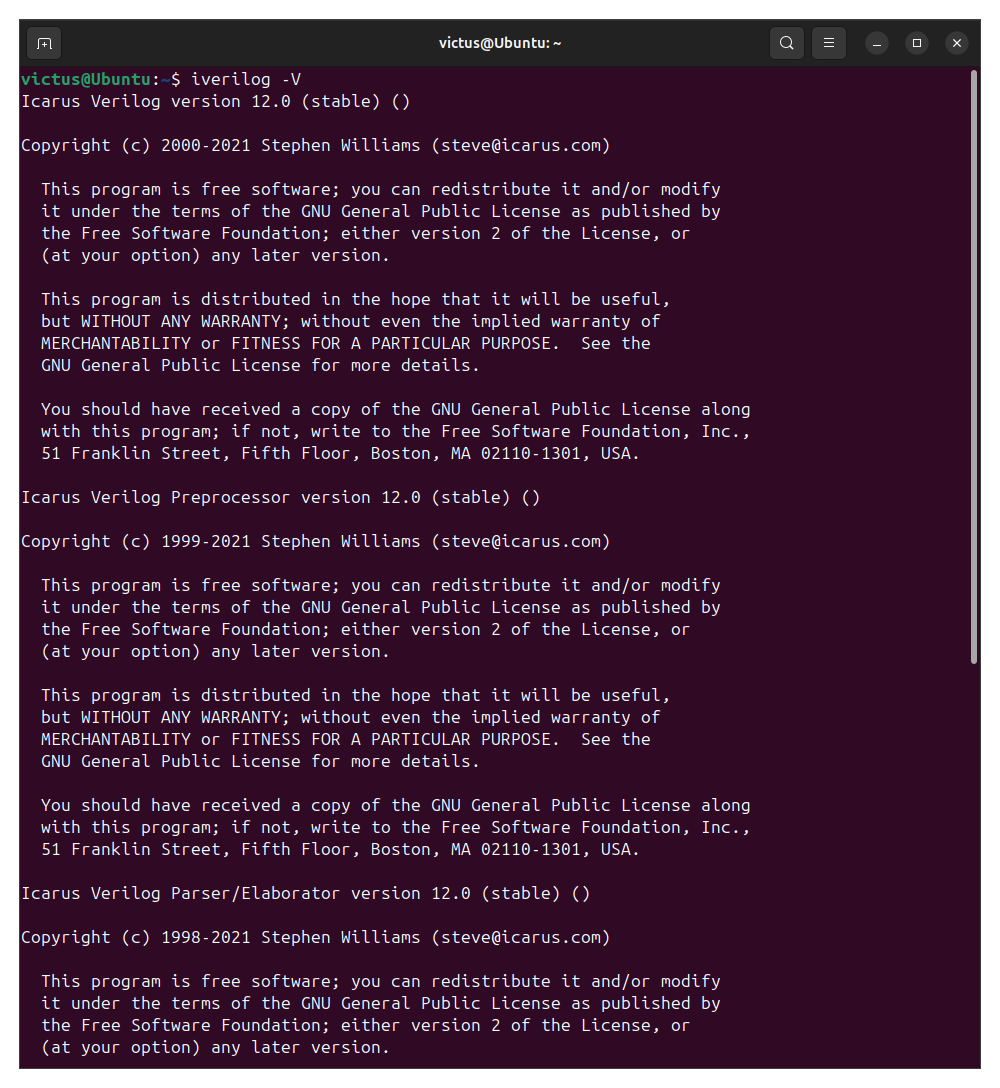 victus@Ubuntu: ~
victus@Ubuntu:~$ iverilog -V
Icarus Verilog version 12.0 (stable) ()
Copyright (c) 2000-2021 Stephen Williams (steve@icarus.com)
This program is free software; you can redistribute it and/or modify
it under the terms of the GNU General Public License as published by
the Free Software Foundation; either version 2 of the License, or
(at your option) any later version.
This program is distributed in the hope that it will be useful,
but WITHOUT ANY WARRANTY; without even the implied warranty of
MERCHANTABILITY or FITNESS FOR A PARTICULAR PURPOSE.  See the
GNU General Public License for more details.
You should have received a copy of the GNU General Public License along
with this program; if not, write to the Free Software Foundation, Inc.,
51 Franklin Street, Fifth Floor, Boston, MA 02110-1301, USA.
Icarus Verilog Preprocessor version 12.0 (stable) ()
Copyright (c) 1999-2021 Stephen Williams (steve@icarus.com)
This program is free software; you can redistribute it and/or modify
it under the terms of the GNU General Public License as published by
the Free Software Foundation; either version 2 of the License, or
(at your option) any later version.
This program is distributed in the hope that it will be useful,
but WITHOUT ANY WARRANTY; without even the implied warranty of
MERCHANTABILITY or FITNESS FOR A PARTICULAR PURPOSE.  See the
GNU General Public License for more details.
You should have received a copy of the GNU General Public License along
with this program; if not, write to the Free Software Foundation, Inc.,
51 Franklin Street, Fifth Floor, Boston, MA 02110-1301, USA.
Icarus Verilog Parser/Elaborator version 12.0 (stable) ()
Copyright (c) 1998-2021 Stephen Williams (steve@icarus.com)
This program is free software; you can redistribute it and/or modify
it under the terms of the GNU General Public License as published by
the Free Software Foundation; either version 2 of the License, or
(at your option) any later version.